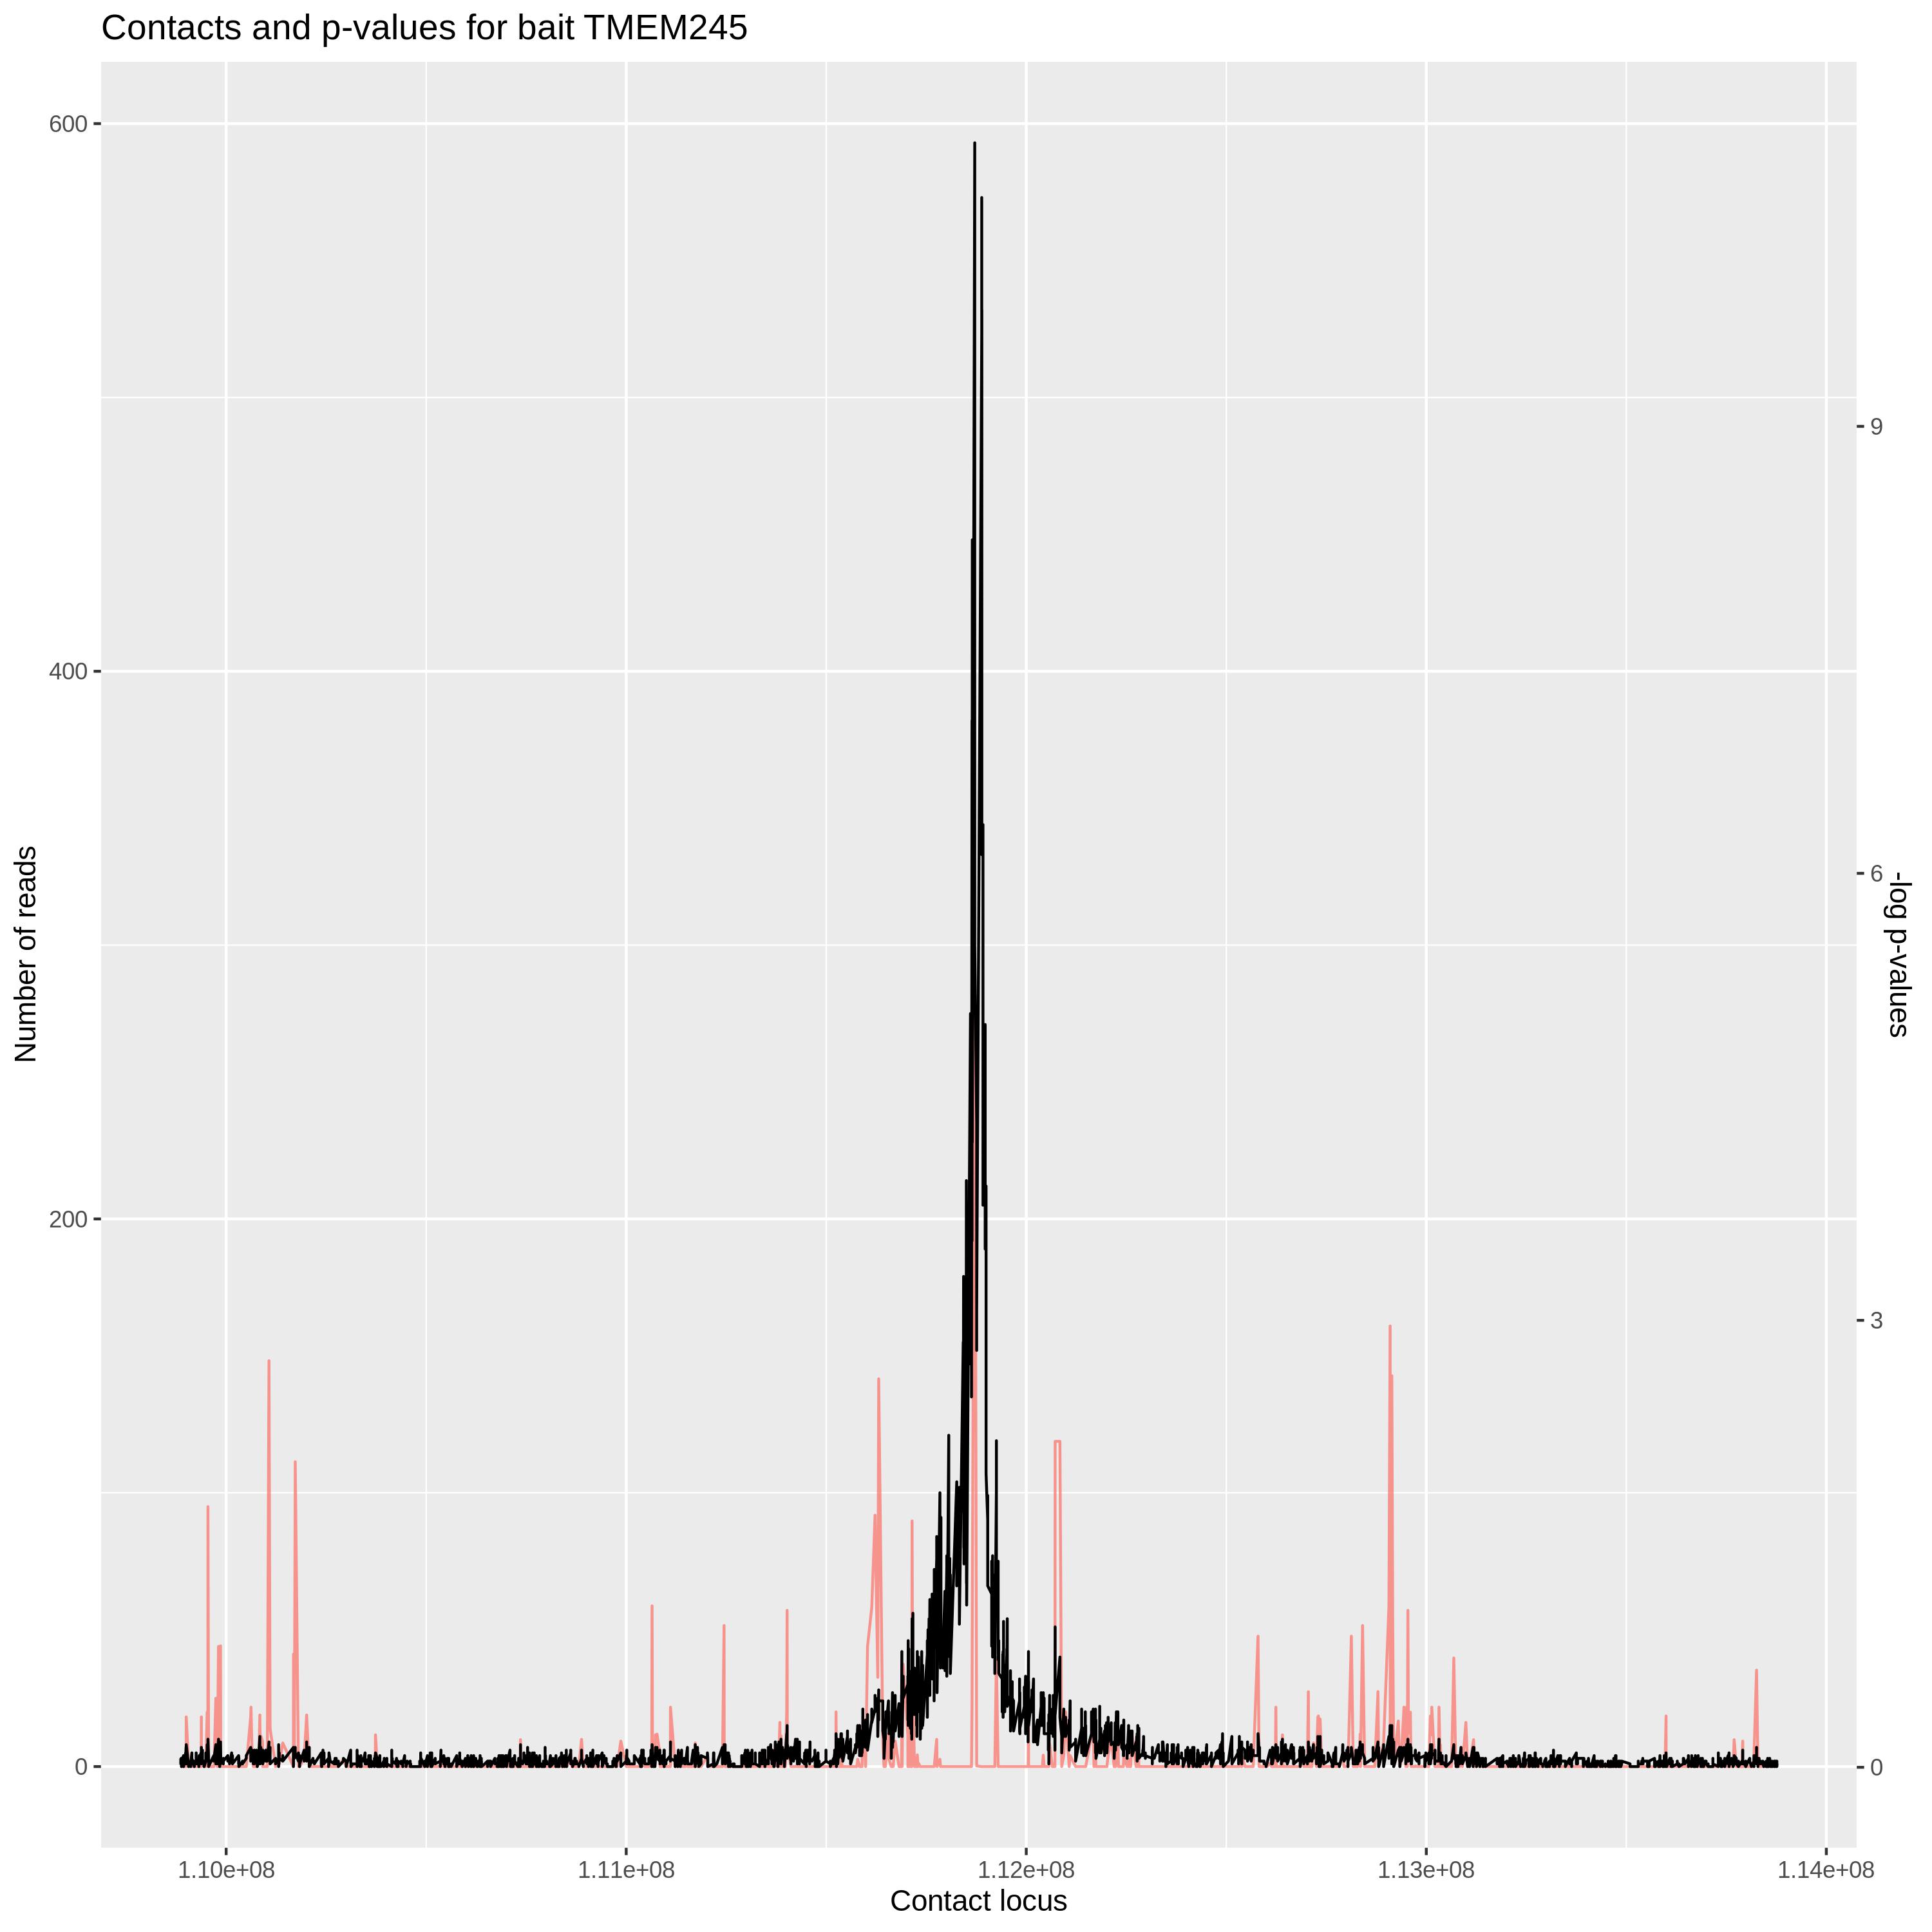 Contacts and p-values for bait TMEM245
600
400
200
0
Number of reads
9
6
3
0
-log p-values
1.10e+08
1.11e+08
1.12e+08
1.13e+08
1.14e+08
Contact locus